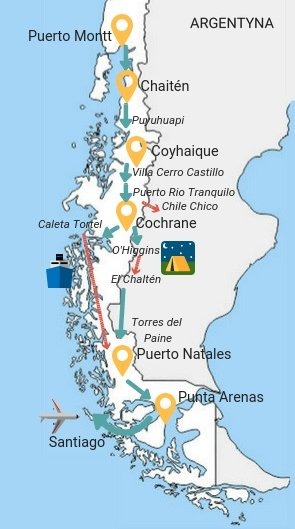 ARGENTYNA
Puerto Montt
Chaitén
Puyuhuapi
Coyhaique
Villa Cerro Castillo
Puerto Rio Tranquilo
Chile Chico
Caleta Tortel
Cochrane
O'Higgins
El Chaltén
Torres del
Paine
Puerto Natales
Punta Arenas
Santiago